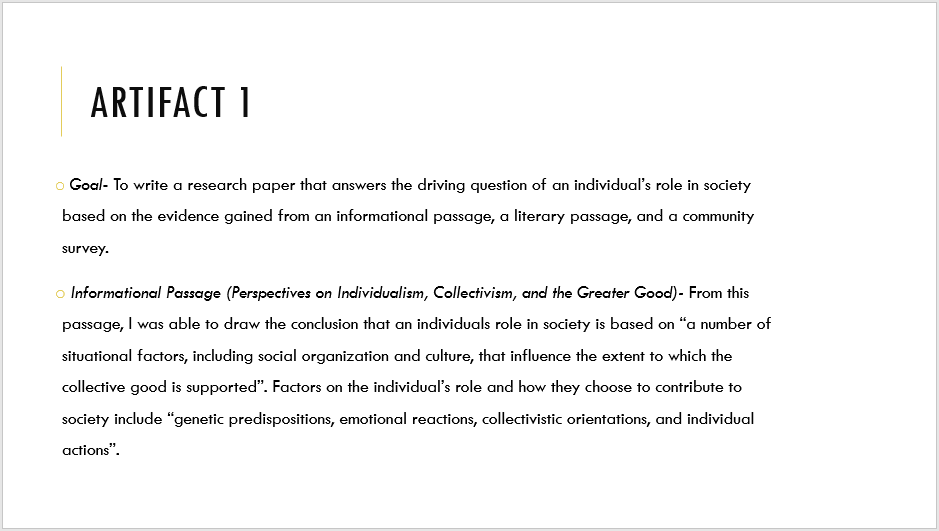 ARTIFACT 1
Goal- To write a research paper that answers the driving question of an individual’s role in society
based on the evidence gained from an informational passage, a literary passage, and a community
survey.
Informational Passage (Perspectives on Individualism, Collectivism, and the Greater Good)- From this
passage, I was able to draw the conclusion that an individuals role in society is based on “a number of
situational factors, including social organization and culture, that influence the extent to which the
collective good is supported”. Factors on the individual’s role and how they choose to contribute to
society include “genetic predispositions, emotional reactions, collectivistic orientations, and individual
actions”.